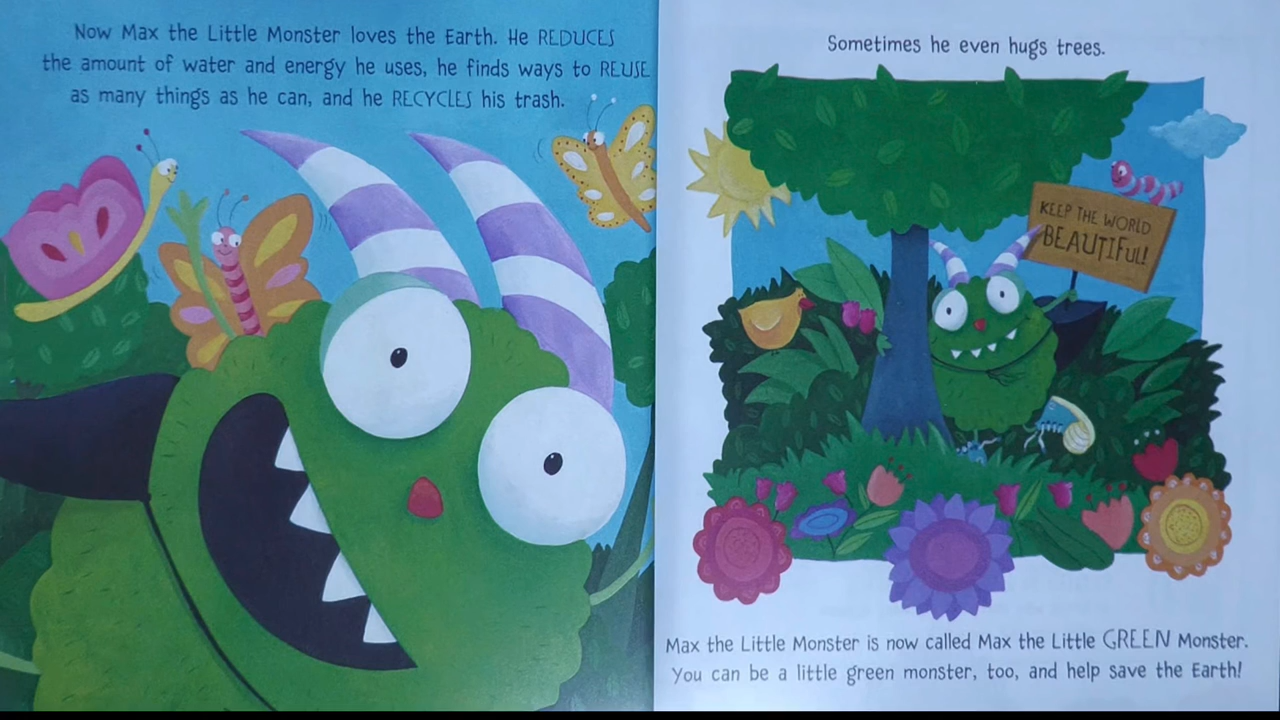 Now Max the Little Monster loves the Earth. He REDUCES
the amount of water and energy he uses, he finds ways to REUSE
as many things as he can, and he RECYCLES his trash.
Sometimes he even hugs trees.
KEEP THE WORLD
BEAUTIFUL!
Max the Little Monster is now called Max the Little GREEN Monster.
You can be a little green monster, too, and help save the Earth!